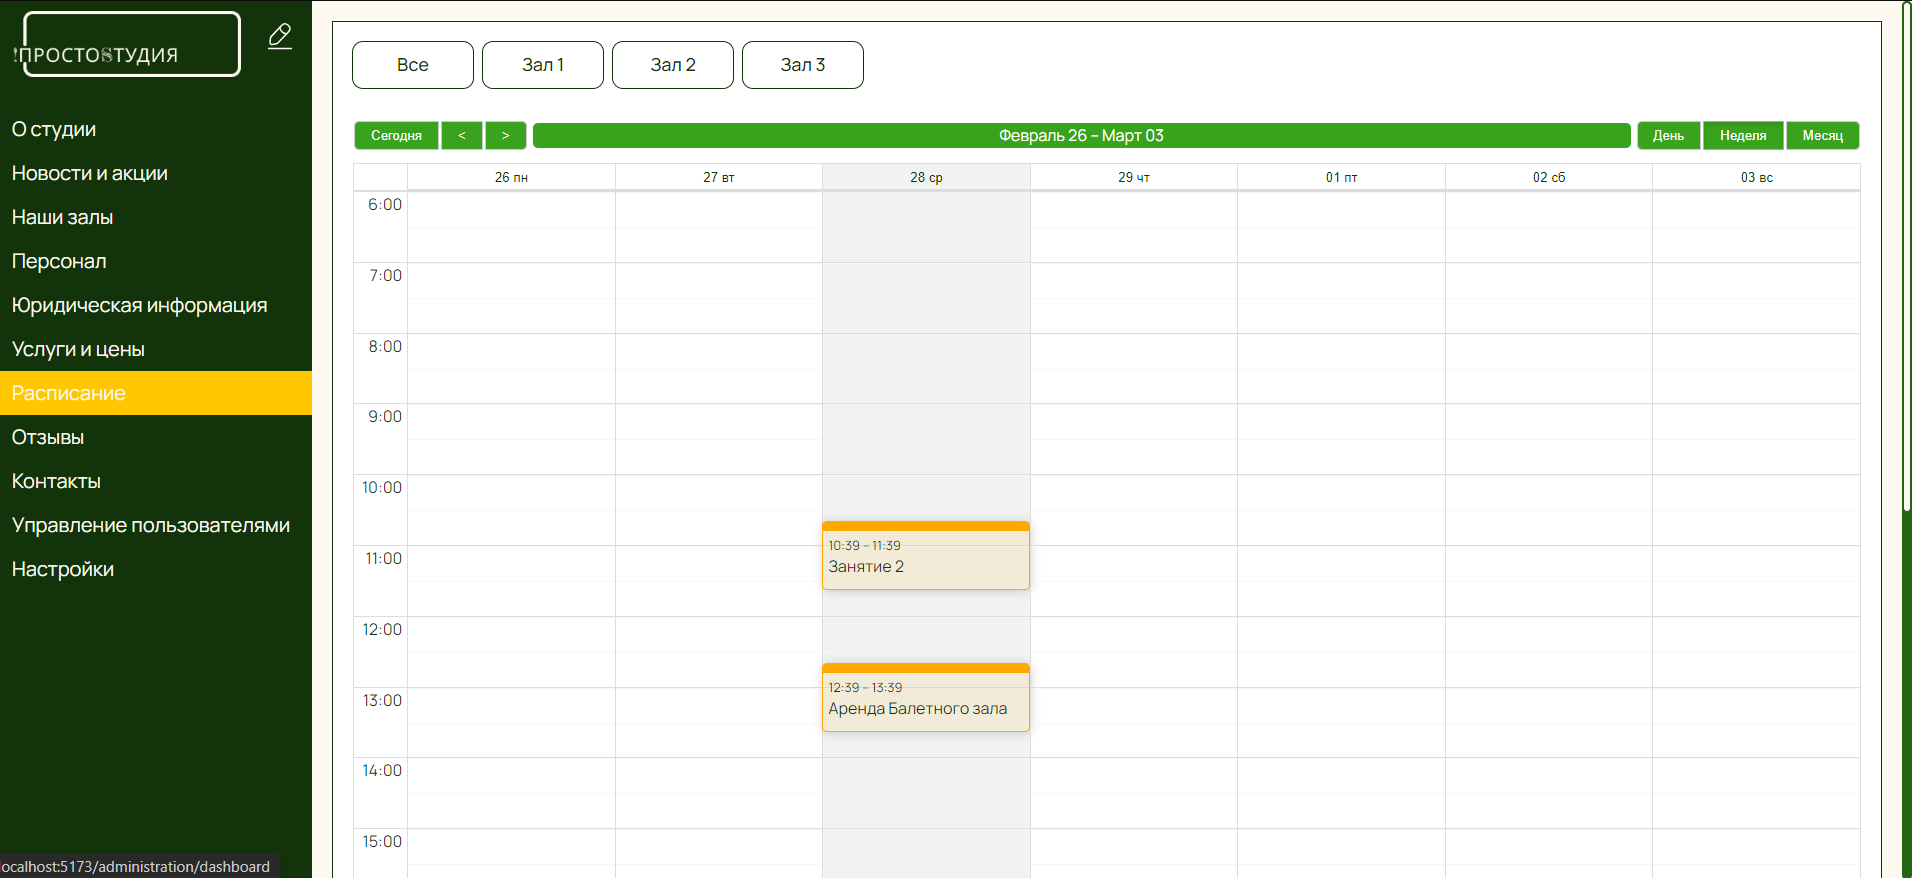 !ПРОСТОSТУДИЯ
О студии
Новости и акции
Наши залы
Персонал
Юридическая информация
Услуги и цены
Расписание
Отзывы
Контакты
Управление пользователями
Настройки
localhost:5173/administration/dashboard
Все Зал 1 Зал 2 Зал 3
Сегодня < > Февраль 26 – Март 03 День Неделя Месяц
26 пн 27 вт 28 ср 29 чт 01 пт 02 сб 03 вс
6:00
7:00
8:00
9:00
10:00
10:39 – 11:39
11:00
Занятие 2
12:00
12:39 – 13:39
13:00
Аренда Балетного зала
14:00
15:00